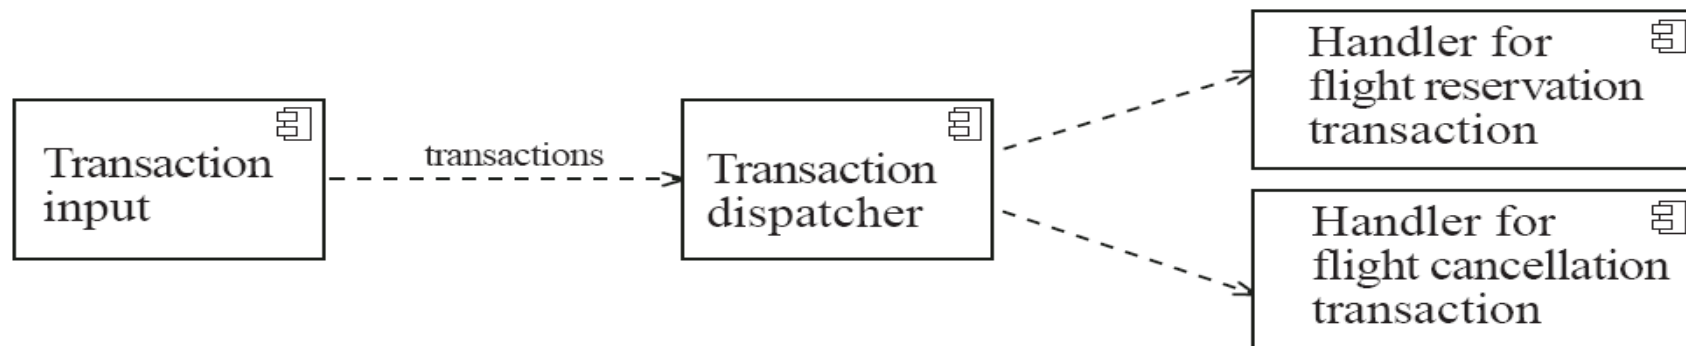 Transaction
input
transactions
Transaction
dispatcher
Handler for
flight reservation
transaction
Handler for
flight cancellation
transaction